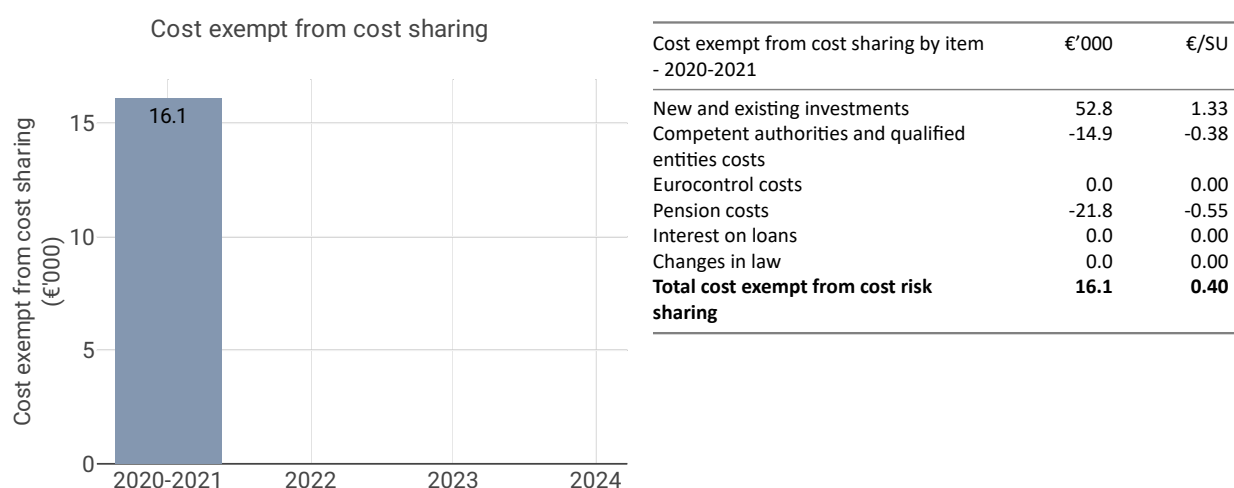 Cost exempt from cost sharing
Cost exempt from cost sharing
(€'000)
15
10
5
0
16.1
2020-2021
2022
2023
2024
Cost exempt from cost sharing by item €’000 €/SU
- 2020-2021
New and existing investments 52.8 1.33
Competent authorities and qualified -14.9 -0.38
entities costs
Eurocontrol costs 0.0 0.00
Pension costs -21.8 -0.55
Interest on loans 0.0 0.00
Changes in law 0.0 0.00
Total cost exempt from cost risk 16.1 0.40
sharing